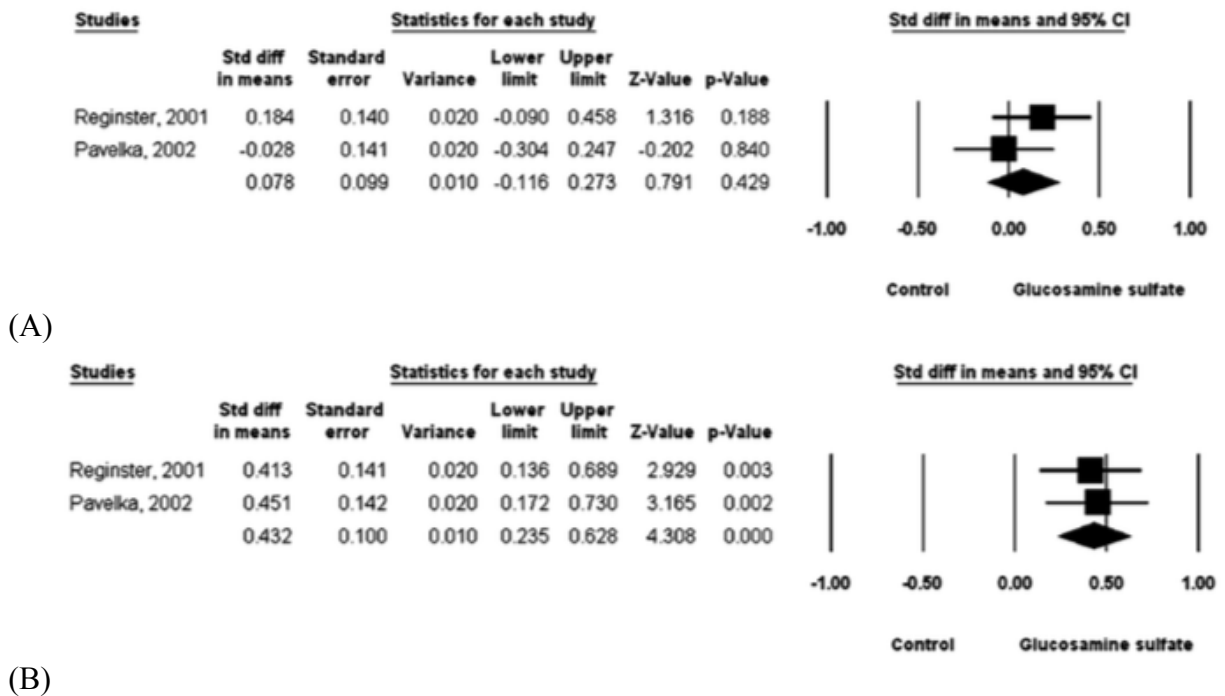 Studies Statistics for each study Std diff in means and 95% CI
Std diff Standard Lower Upper
in means error Variance limit limit Z-Value p-Value
Reginster, 2001 0.184 0.140 0.020 -0.090 0.458 1.316 0.188
Pavelka, 2002 -0.028 0.141 0.020 -0.304 0.247 -0.202 0.840
0.078 0.099 0.010 -0.116 0.273 0.791 0.429
-1.00 -0.50 0.00 0.50 1.00
Control Glucosamine sulfate
(A)
Studies Statistics for each study Std diff in means and 95% CI
Std diff Standard Lower Upper
in means error Variance limit limit Z-Value p-Value
Reginster, 2001 0.413 0.141 0.020 0.136 0.689 2.929 0.003
Pavelka, 2002 0.451 0.142 0.020 0.172 0.730 3.165 0.002
0.432 0.100 0.010 0.235 0.628 4.308 0.000
-1.00 -0.50 0.00 0.50 1.00
Control Glucosamine sulfate
(B)